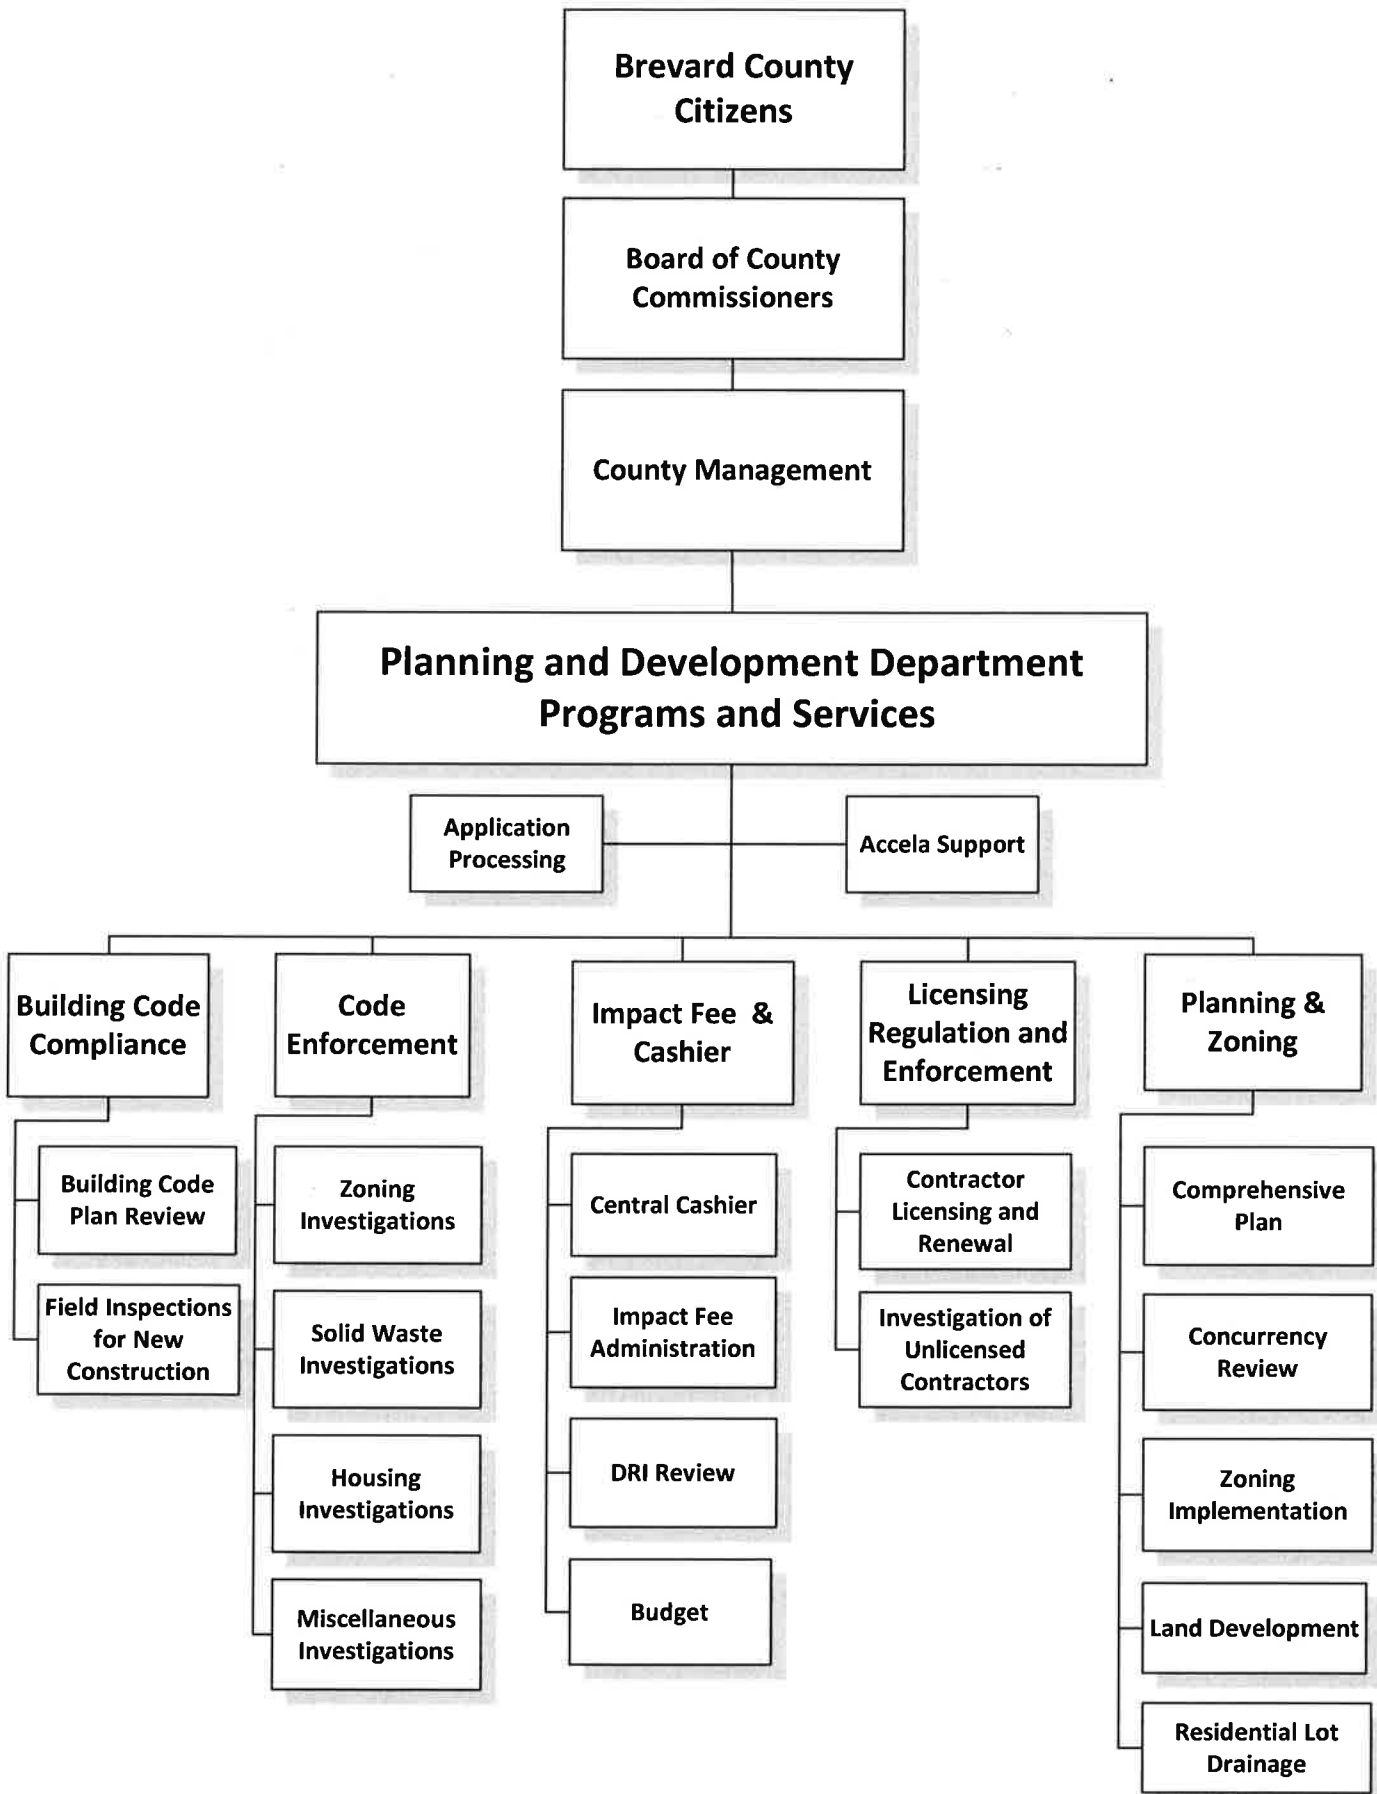 Brevard County
Citizens
Board of County
Commissioners
County Management
Planning and Development Department
Programs and Services
Application
Processing
Accela Support
Building Code
Compliance
Building Code
Plan Review
Field Inspections
for New
Construction
Code
Enforcement
Zoning
Investigations
Solid Waste
Investigations
Housing
Investigations
Miscellaneous
Investigations
Impact Fee &
Cashier
Central Cashier
Impact Fee
Administration
DRI Review
Budget
Licensing
Regulation and
Enforcement
Contractor
Licensing and
Renewal
Investigation of
Unlicensed
Contractors
Planning &
Zoning
Comprehensive
Plan
Concurrency
Review
Zoning
Implementation
Land Development
Residential Lot
Drainage